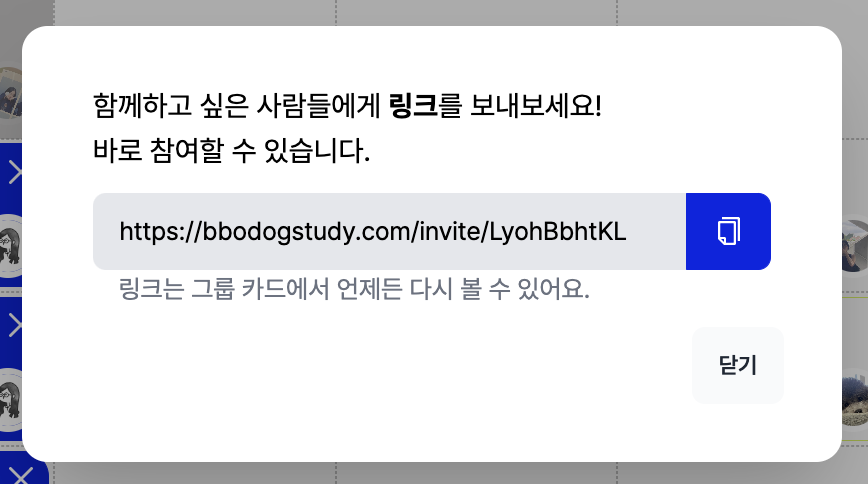 함께하고 싶은 사람들에게 링크를 보내보세요!
바로 참여할 수 있습니다.
https://bbodogstudy.com/invite/LyohBbhtKL
링크는 그룹 카드에서 언제든 다시 볼 수 있어요.
닫기